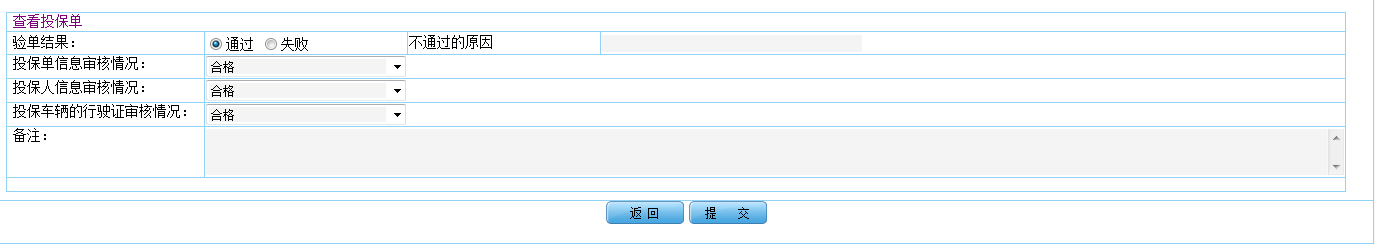 查看投保单
验单结果： 通过 失败 不通过的原因
投保单信息审核情况： 合格
投保人信息审核情况： 合格
投保车辆的行驶证审核情况： 合格
备注：
返 回 提 交